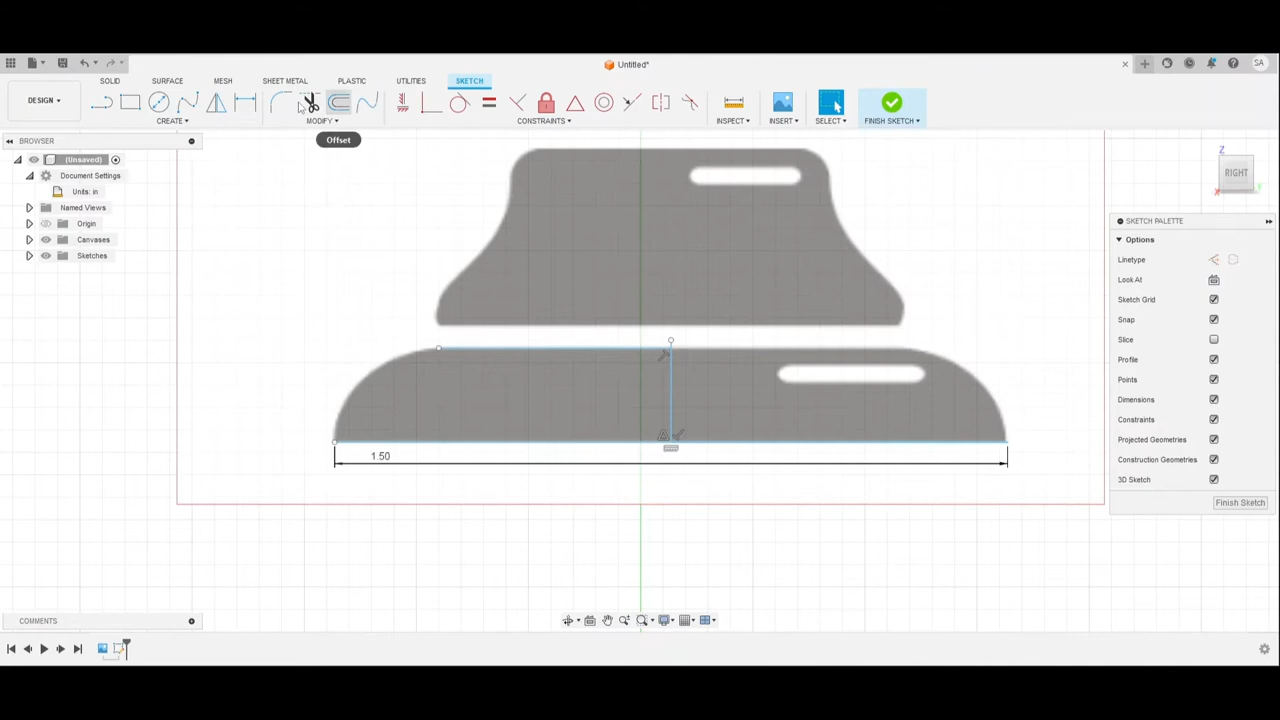 Untitled*
SA
DESIGN
SOLID
SURFACE
MESH
SHEET METAL
PLASTIC
UTILITIES
SKETCH
CREATE
MODIFY
CONSTRAINTS
INSPECT
INSERT
SELECT
FINISH SKETCH
Offset
BROWSER
(Unsaved)
Document Settings
Units: in
Named Views
Origin
Canvases
Sketches
Z
RIGHT
X
Y
SKETCH PALETTE
Options
Linetype
Look At
Sketch Grid
Snap
Slice
Profile
Points
Dimensions
Constraints
Projected Geometries
Construction Geometries
3D Sketch
Finish Sketch
1.50
COMMENTS